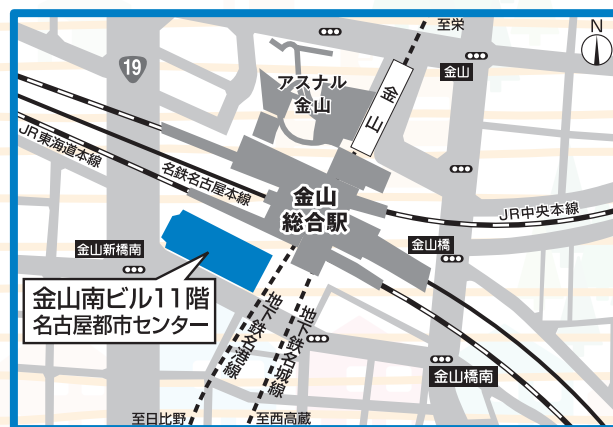 至栄
N
19
金山
アスナル
金山
金山
JR東海道本線
名鉄名古屋本線
金山
総合駅
JR中央本線
金山新橋南
金山橋
金山南ビル11階
名古屋都市センター
地下鉄名港線
地下鉄名城線
金山橋南
至日比野
至西高蔵